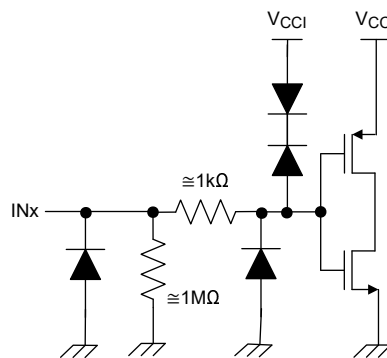 VCCI
VCC
≅1kΩ
INx
≅1MΩ